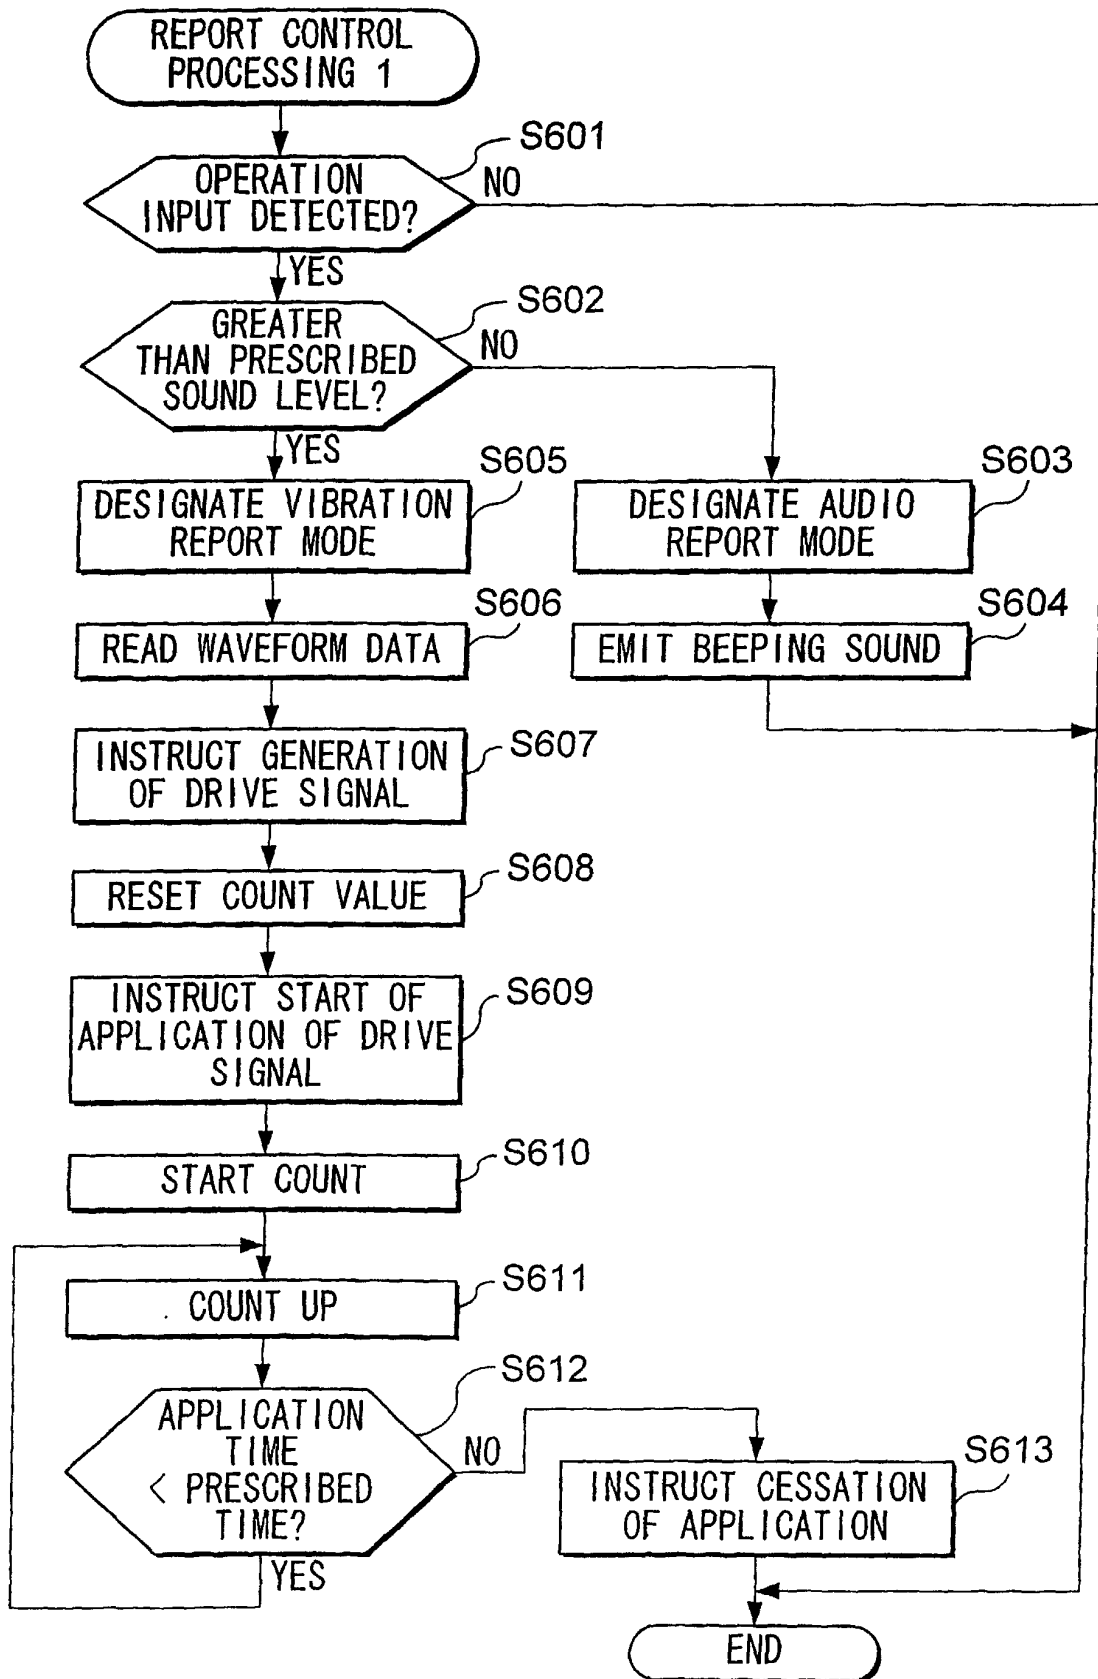 REPORT CONTROL
PROCESSING 1
S601
OPERATION
INPUT DETECTED?
NO
YES
S602
GREATER
THAN PRESCRIBED
SOUND LEVEL?
NO
YES
S605
DESIGNATE VIBRATION
REPORT MODE
S603
DESIGNATE AUDIO
REPORT MODE
S606
READ WAVEFORM DATA
S604
EMIT BEEPING SOUND
S607
INSTRUCT GENERATION
OF DRIVE SIGNAL
S608
RESET COUNT VALUE
S609
INSTRUCT START OF
APPLICATION OF DRIVE
SIGNAL
S610
START COUNT
S611
COUNT UP
S612
APPLICATION
TIME
< PRESCRIBED
TIME?
NO
YES
S613
INSTRUCT CESSATION
OF APPLICATION
END